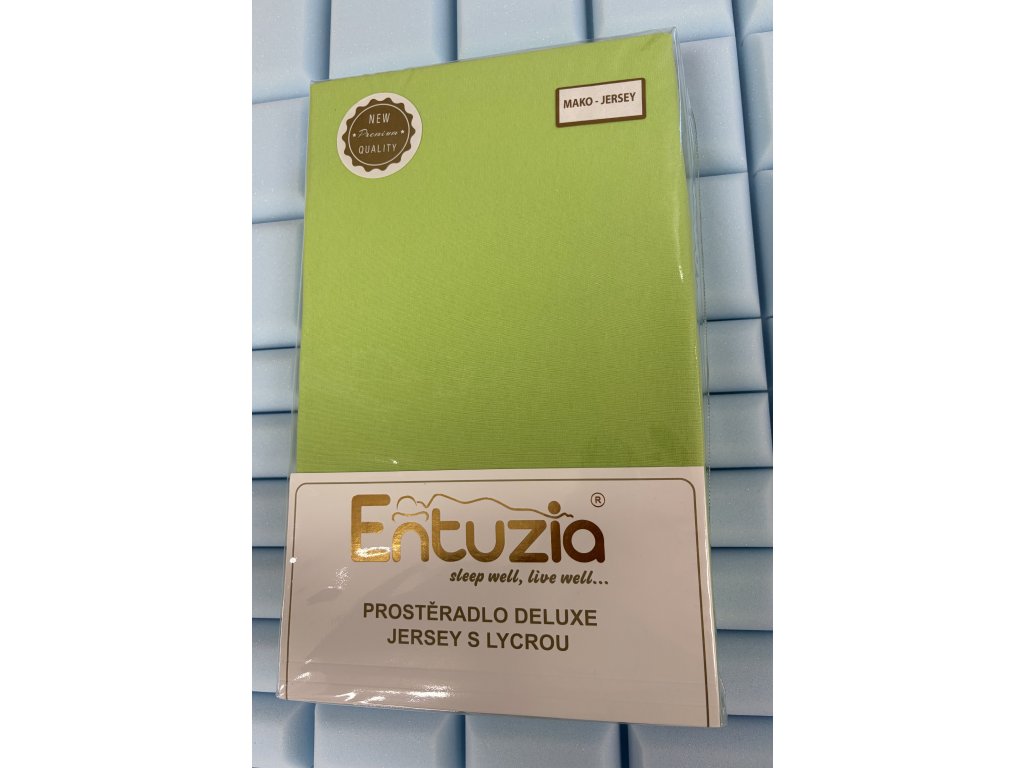 NEW
Premium
QUALITY
MAKO - JERSEY
Entuzia ®
sleep well, live well...
PROSTĚRADLO DELUXE
JERSEY S LYCROU